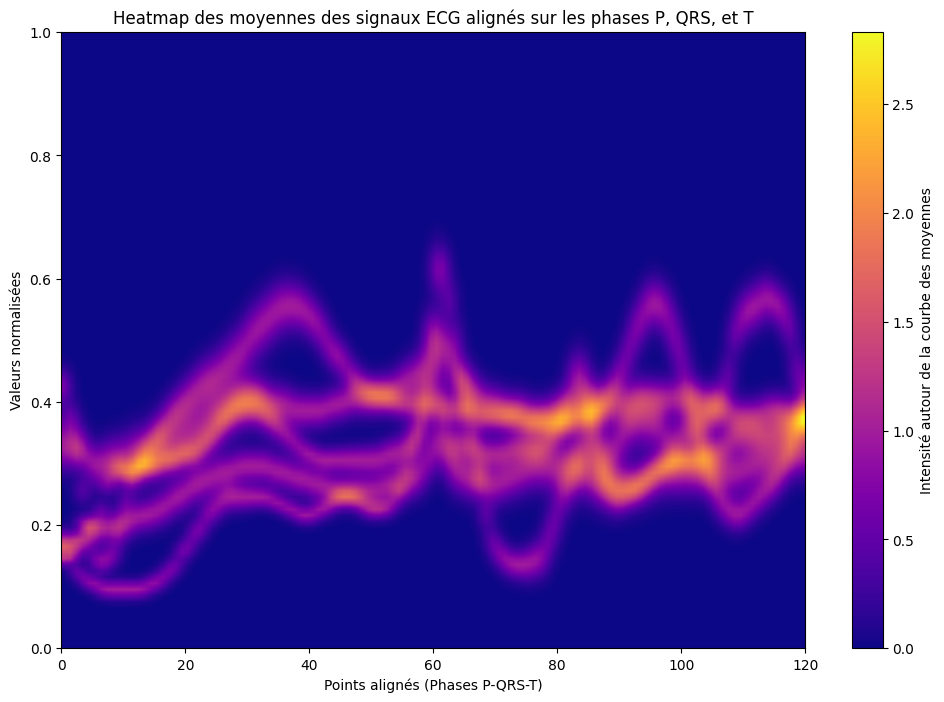 Heatmap des moyennes des signaux ECG alignés sur les phases P, QRS, et T
Valeurs normalisées
1.0
0.8
0.6
0.4
0.2
0.0
0 20 40 60 80 100 120
Points alignés (Phases P-QRS-T)
2.5
2.0
1.5
1.0
0.5
0.0
Intensité autour de la courbe des moyennes